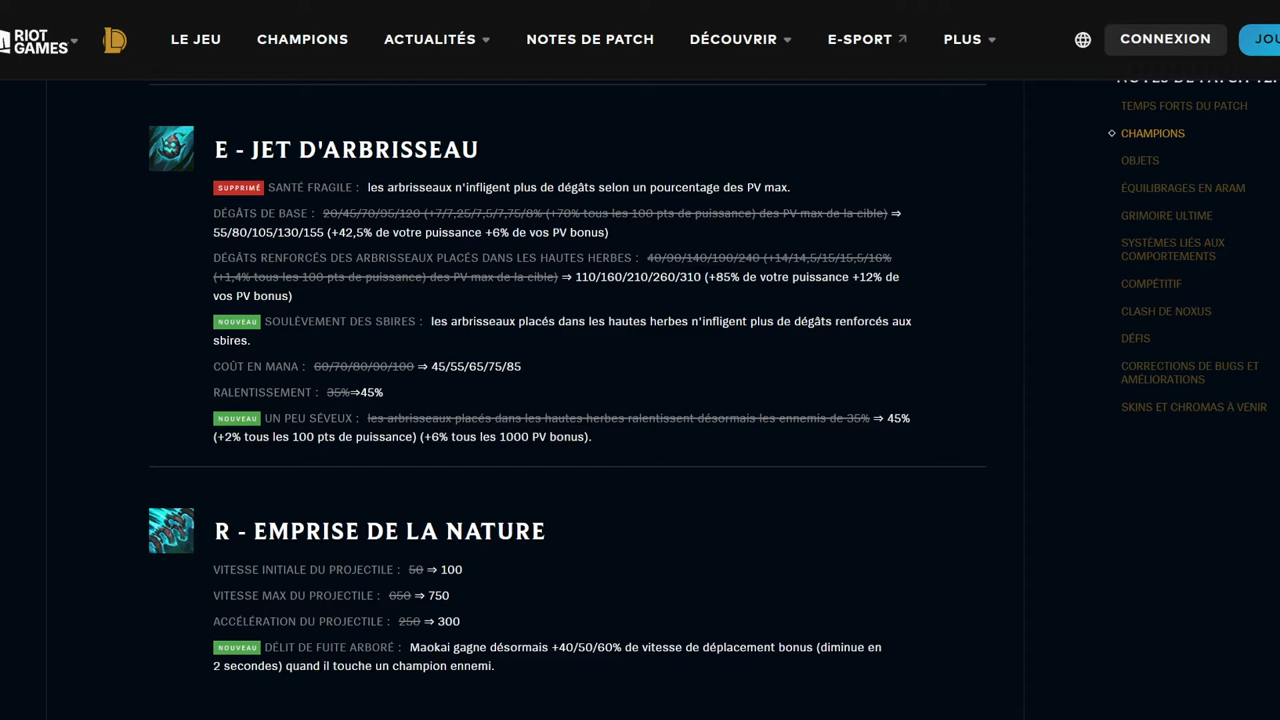 RIOT GAMES
LE JEU CHAMPIONS ACTUALITÉS NOTES DE PATCH DÉCOUVRIR E-SPORT PLUS CONNEXION
E - JET D'ARBRISSEAU
SUPPRIMÉ SANTÉ FRAGILE : les arbrisseaux n'infligent plus de dégâts selon un pourcentage des PV max.
DÉGÂTS DE BASE : 20/45/70/95/120 (+7/7,25/7,5/7,75/8% (+70% tous les 100 pts de puissance) des PV max de la cible) ⇒
55/80/105/130/155 (+42,5% de votre puissance +6% de vos PV bonus)
DÉGÂTS RENFORCÉS DES ARBRISSEAUX PLACÉS DANS LES HAUTES HERBES : 40/90/140/190/240 (+14/14,5/15/15,5/16%
(+1,4% tous les 100 pts de puissance) des PV max de la cible) ⇒ 110/160/210/260/310 (+85% de votre puissance +12% de
vos PV bonus)
NOUVEAU SOULÈVEMENT DES SBIRES : les arbrisseaux placés dans les hautes herbes n'infligent plus de dégâts renforcés aux
sbires.
COÛT EN MANA : 60/70/80/90/100 ⇒ 45/55/65/75/85
RALENTISSEMENT : 35%⇒45%
NOUVEAU UN PEU SÉVEUX : les arbrisseaux placés dans les hautes herbes ralentissent désormais les ennemis de 35% ⇒ 45%
(+2% tous les 100 pts de puissance) (+6% tous les 1000 PV bonus).
R - EMPRISE DE LA NATURE
VITESSE INITIALE DU PROJECTILE : 50 ⇒ 100
VITESSE MAX DU PROJECTILE : 650 ⇒ 750
ACCÉLÉRATION DU PROJECTILE : 250 ⇒ 300
NOUVEAU DÉLIT DE FUITE ARBORÉ : Maokai gagne désormais +40/50/60% de vitesse de déplacement bonus (diminue en
2 secondes) quand il touche un champion ennemi.
NOTES DE PATCH
TEMPS FORTS DU PATCH
CHAMPIONS
OBJETS
ÉQUILIBRAGES EN ARAM
GRIMOIRE ULTIME
SYSTÈMES LIÉS AUX
COMPORTEMENTS
COMPÉTITIF
CLASH DE NOXUS
DÉFIS
CORRECTIONS DE BUGS ET
AMÉLIORATIONS
SKINS ET CHROMAS À VENIR